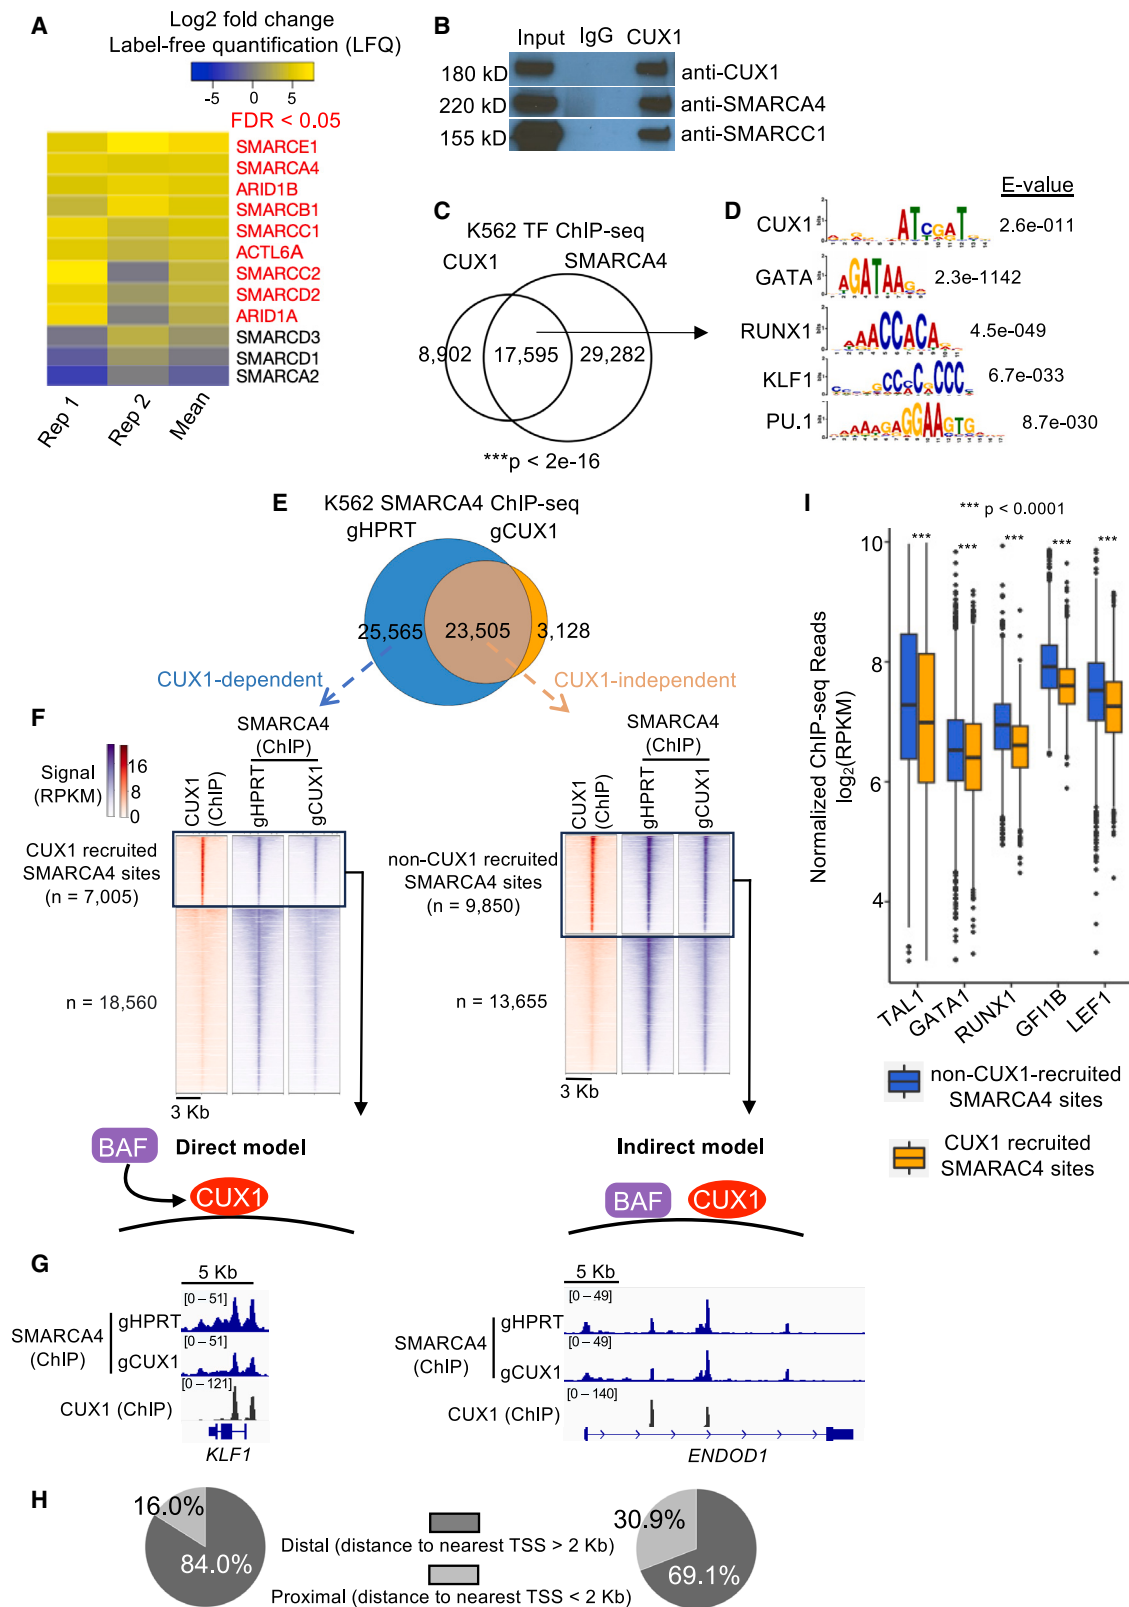 A
Log2 fold change
Label-free quantification (LFQ)
-5 0 5
FDR < 0.05
SMARCE1
SMARCA4
ARID1B
SMARCB1
SMARCC1
ACTL6A
SMARCC2
SMARCD2
ARID1A
SMARCD3
SMARCD1
SMARCA2
Rep 1 Rep 2 Mean
B
Input IgG CUX1
180 kD anti-CUX1
220 kD anti-SMARCA4
155 kD anti-SMARCC1
C
K562 TF ChIP-seq
CUX1 SMARCA4
8,902 17,595 29,282
***p < 2e-16
D
E-value
CUX1 2.6e-011
GATA 2.3e-1142
RUNX1 4.5e-049
KLF1 6.7e-033
PU.1 8.7e-030
E
K562 SMARCA4 ChIP-seq
gHPRT gCUX1
25,565 23,505 3,128
CUX1-dependent CUX1-independent
F
Signal
(RPKM)
16
8
0
SMARCA4
(ChIP)
CUX1
(ChIP)
gHPRT
gCUX1
CUX1 recruited
SMARCA4 sites
(n = 7,005)
n = 18,560
3 Kb
SMARCA4
(ChIP)
CUX1
(ChIP)
gHPRT
gCUX1
non-CUX1 recruited
SMARCA4 sites
(n = 9,850)
n = 13,655
3 Kb
BAF
Direct model
CUX1
Indirect model
BAF CUX1
G
5 Kb
[0 – 51]
SMARCA4
(ChIP)
gHPRT
[0 – 51]
gCUX1
[0 – 121]
CUX1 (ChIP)
KLF1
5 Kb
[0 – 49]
SMARCA4
(ChIP)
gHPRT
[0 – 49]
gCUX1
[0 – 140]
CUX1 (ChIP)
ENDOD1
H
16.0%
84.0%
Distal (distance to nearest TSS > 2 Kb)
Proximal (distance to nearest TSS < 2 Kb)
30.9%
69.1%
I
*** p < 0.0001
*** *** *** *** ***
Normalized ChIP-seq Reads
log2(RPKM)
10
8
6
4
TAL1 GATA1 RUNX1 GFI1B LEF1
non-CUX1-recruited
SMARCA4 sites
CUX1 recruited
SMARAC4 sites